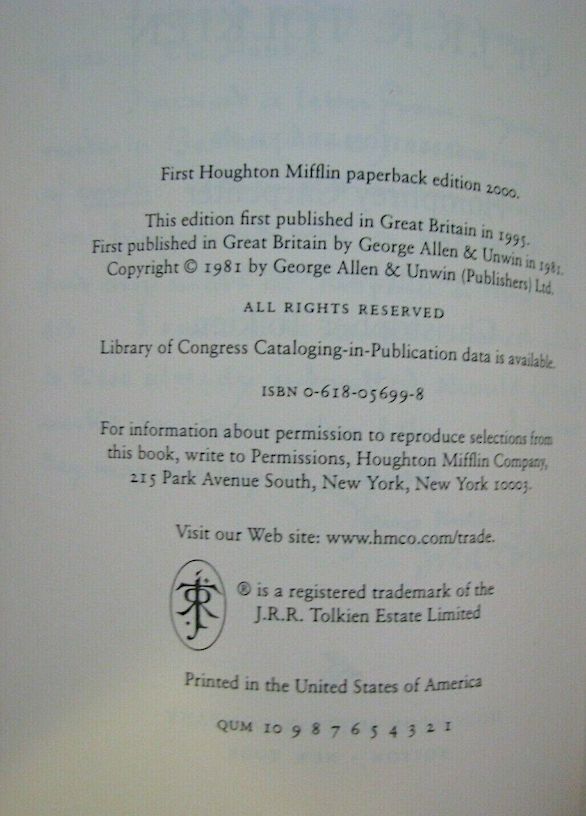 First Houghton Mifflin paperback edition 2000.
This edition first published in Great Britain in 1995.
First published in Great Britain by George Allen & Unwin in 1981.
Copyright © 1981 by George Allen & Unwin (Publishers) Ltd.
ALL RIGHTS RESERVED
Library of Congress Cataloging-in-Publication data is available.
ISBN 0-618-05699-8
For information about permission to reproduce selections from
this book, write to Permissions, Houghton Mifflin Company,
215 Park Avenue South, New York, New York 10003.
Visit our Web site: www.hmco.com/trade.
® is a registered trademark of the
J.R.R. Tolkien Estate Limited
Printed in the United States of America
QUM 10 9 8 7 6 5 4 3 2 1